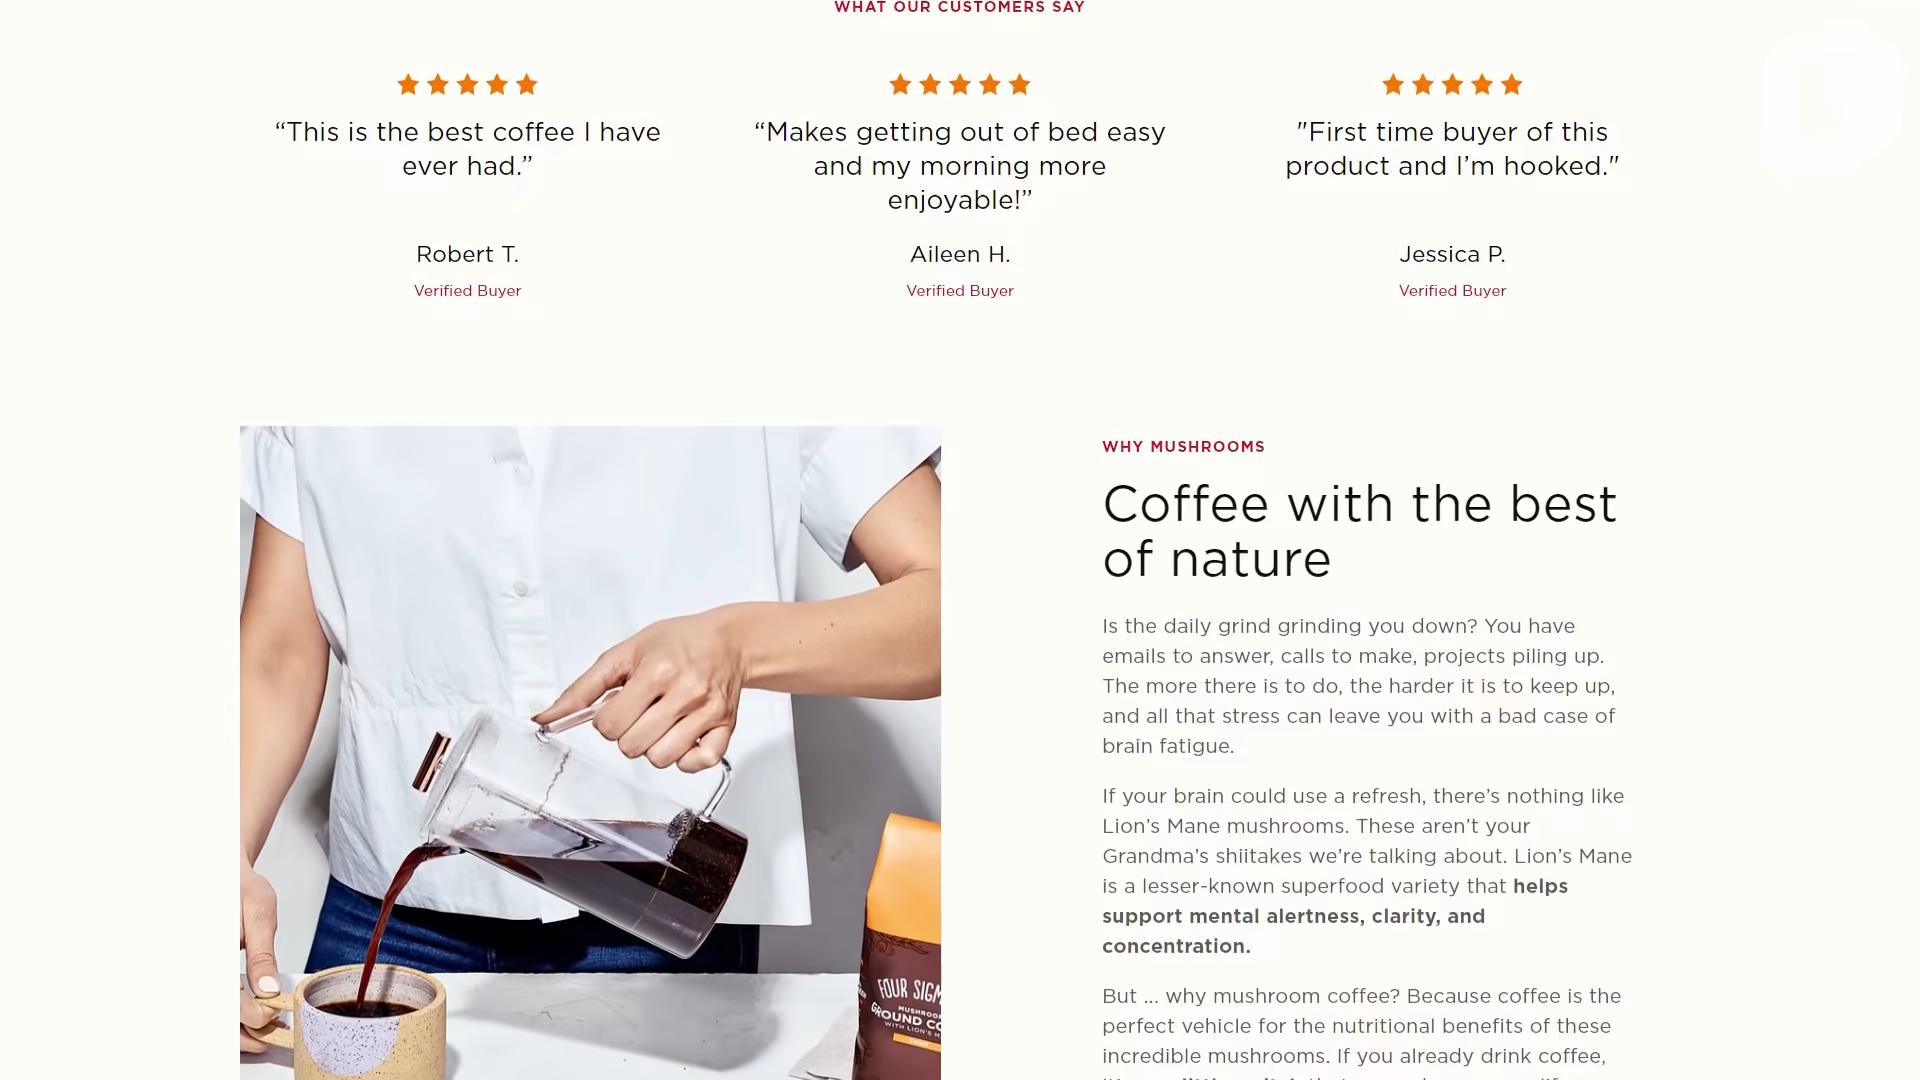 WHAT OUR CUSTOMERS SAY
“This is the best coffee I have
ever had.”
Robert T.
Verified Buyer
“Makes getting out of bed easy
and my morning more
enjoyable!”
Aileen H.
Verified Buyer
"First time buyer of this
product and I’m hooked."
Jessica P.
Verified Buyer
WHY MUSHROOMS
Coffee with the best
of nature
Is the daily grind grinding you down? You have
emails to answer, calls to make, projects piling up.
The more there is to do, the harder it is to keep up,
and all that stress can leave you with a bad case of
brain fatigue.
If your brain could use a refresh, there’s nothing like
Lion’s Mane mushrooms. These aren’t your
Grandma’s shiitakes we’re talking about. Lion’s Mane
is a lesser-known superfood variety that helps
support mental alertness, clarity, and
concentration.
But ... why mushroom coffee? Because coffee is the
perfect vehicle for the nutritional benefits of these
incredible mushrooms. If you already drink coffee,
FOUR SIGM
MUSHROOM
GROUND CO
WITH LION'S M